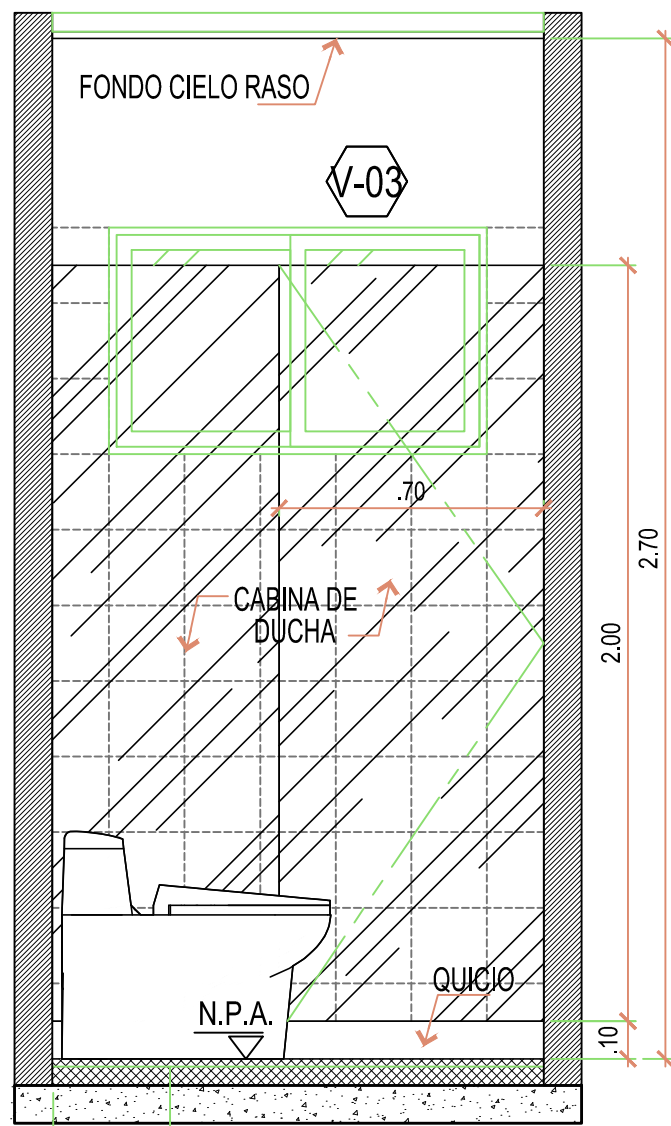 FONDO CIELO RASO
V-03
.70
2.70
CABINA DE
DUCHA
2.00
QUICIO
N.P.A.
.10